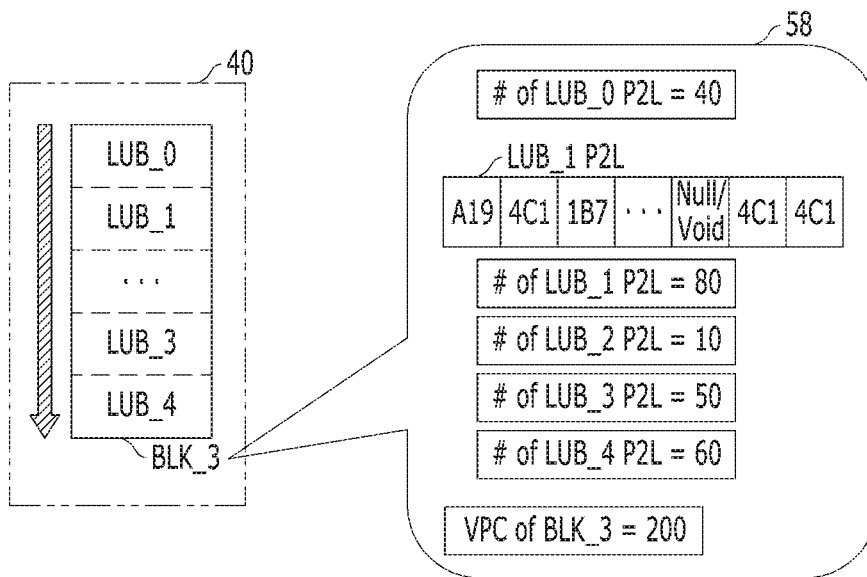 58
40
# of LUB_0 P2L = 40
LUB_0
LUB_1
...
LUB_3
LUB_4
BLK_3
LUB_1 P2L
A19 4C1 1B7 ... Null/Void 4C1 4C1
# of LUB_1 P2L = 80
# of LUB_2 P2L = 10
# of LUB_3 P2L = 50
# of LUB_4 P2L = 60
VPC of BLK_3 = 200